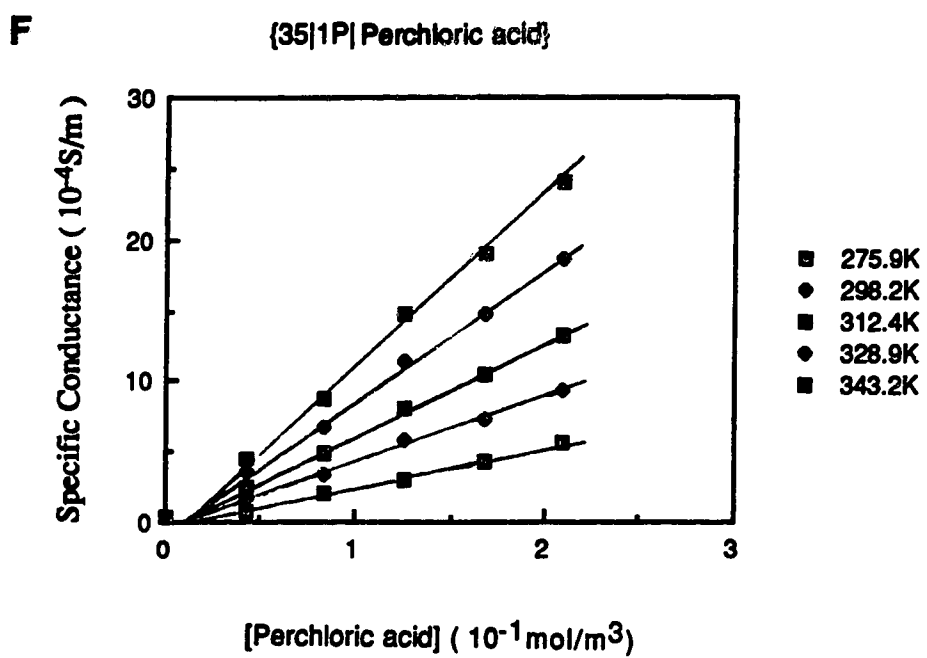 F
{35|1P| Perchloric acid}
30
20
10
0
0
1
2
3
Specific Conductance ( 10-4S/m )
[Perchloric acid] ( 10-1mol/m3)
275.9K
298.2K
312.4K
328.9K
343.2K